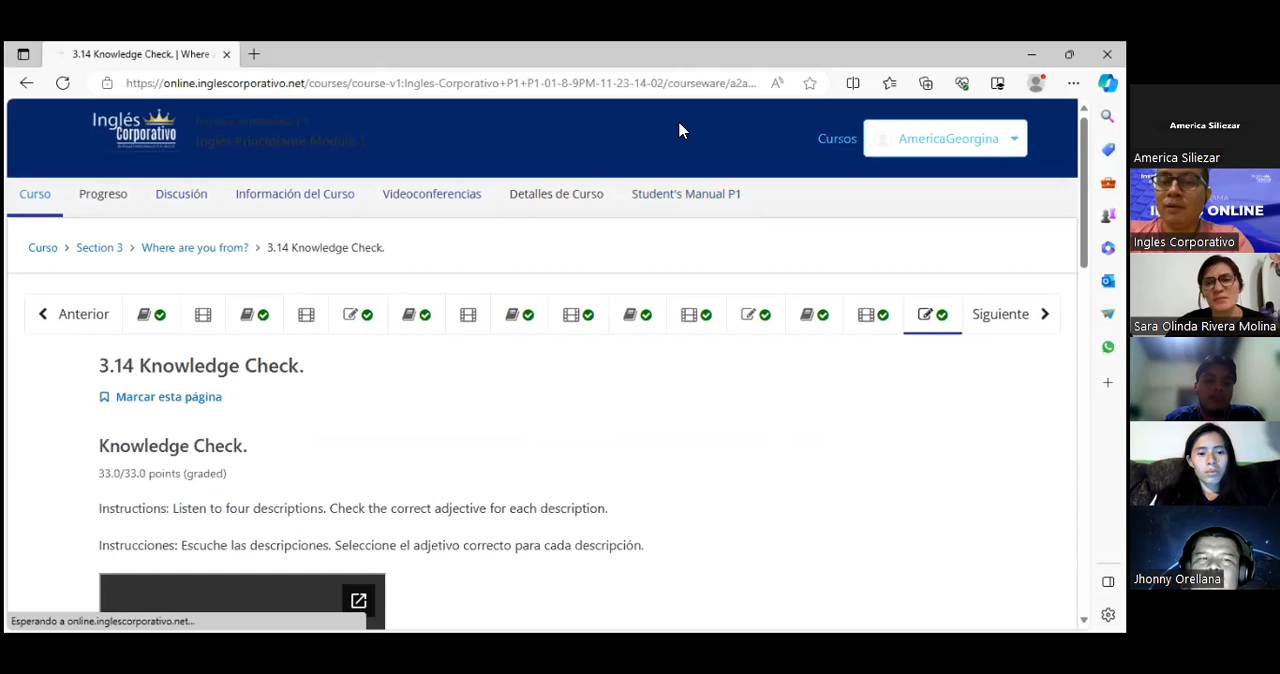 3.14 Knowledge Check. | Where a
https://online.inglescorporativo.net/courses/course-v1:Ingles-Corporativo+P1+P1-01-8-9PM-11-23-14-02/courseware/a2a...
Inglés
Corporativo
Inglés Principiante Módulo 1
Cursos
AmericaGeorgina
Curso
Progreso
Discusión
Información del Curso
Videoconferencias
Detalles de Curso
Student's Manual P1
Curso > Section 3 > Where are you from? > 3.14 Knowledge Check.
Anterior
Siguiente
3.14 Knowledge Check.
Marcar esta página
Knowledge Check.
33.0/33.0 points (graded)
Instructions: Listen to four descriptions. Check the correct adjective for each description.
Instrucciones: Escuche las descripciones. Seleccione el adjetivo correcto para cada descripción.
Esperando a online.inglescorporativo.net...
America Siliezar
America Siliezar
ONLINE
Ingles Corporativo
Sara Olinda Rivera Molina
Jhonny Orellana